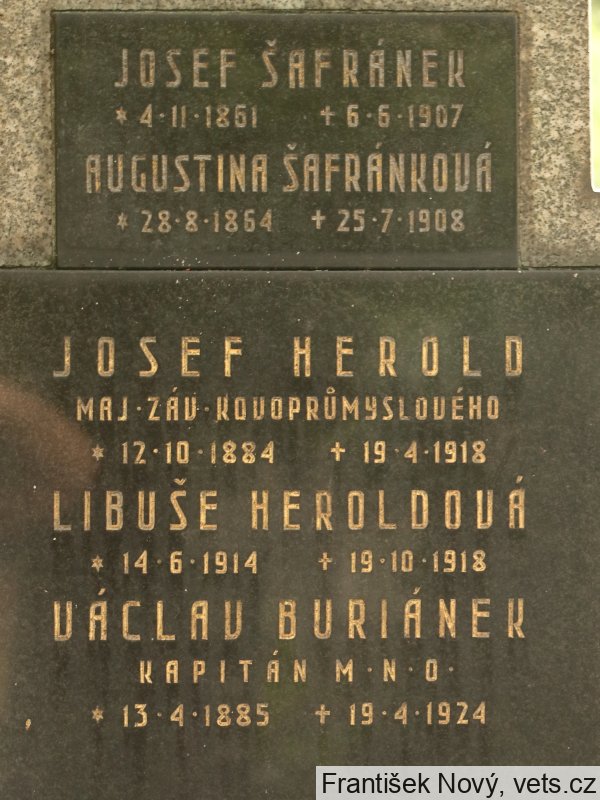 JOSEF ŠAFRÁNEK
* 4·11·1861 + 6·6·1907
AUGUSTINA ŠAFRÁNKOVÁ
* 28·8·1864 + 25·7·1908
JOSEF HEROLD
MAJ·ZÁV·KOVOPRŮMYSLOVÉHO
* 12·10·1884 + 19·4·1918
LIBUŠE HEROLDOVÁ
* 14·6·1914 + 19·10·1918
VÁCLAV BURIÁNEK
KAPITÁN M·N·O·
* 13·4·1885 + 19·4·1924
František Nový, vets.cz